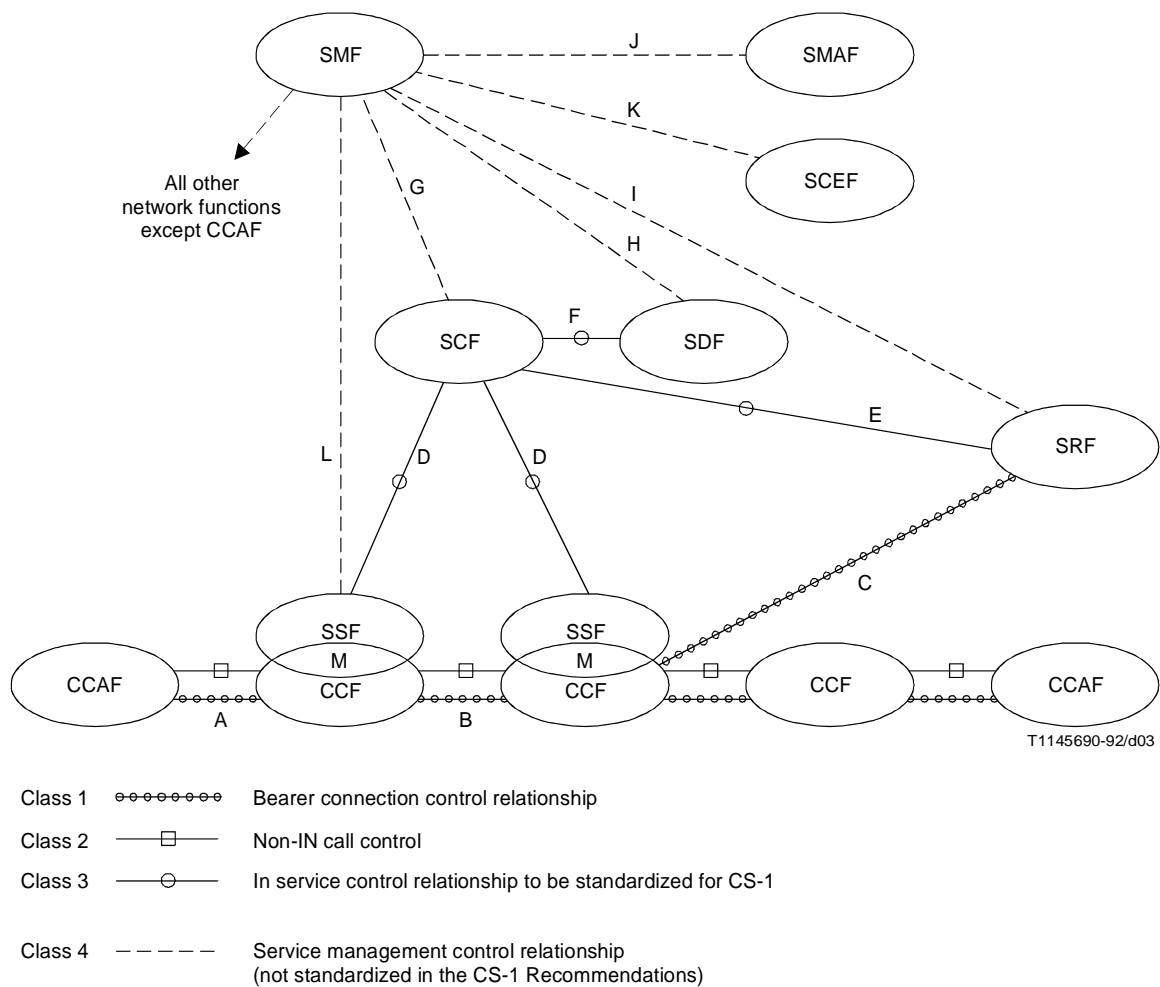 SMF
J
SMAF
K
SCEF
All other
network functions
except CCAF
G
I
H
SCF
F
SDF
E
SRF
L
D
D
C
SSF
SSF
M
M
CCAF
CCF
CCF
CCF
CCAF
A
B
T1145690-92/d03
Class 1 Bearer connection control relationship
Class 2 Non-IN call control
Class 3 In service control relationship to be standardized for CS-1
Class 4 Service management control relationship
(not standardized in the CS-1 Recommendations)